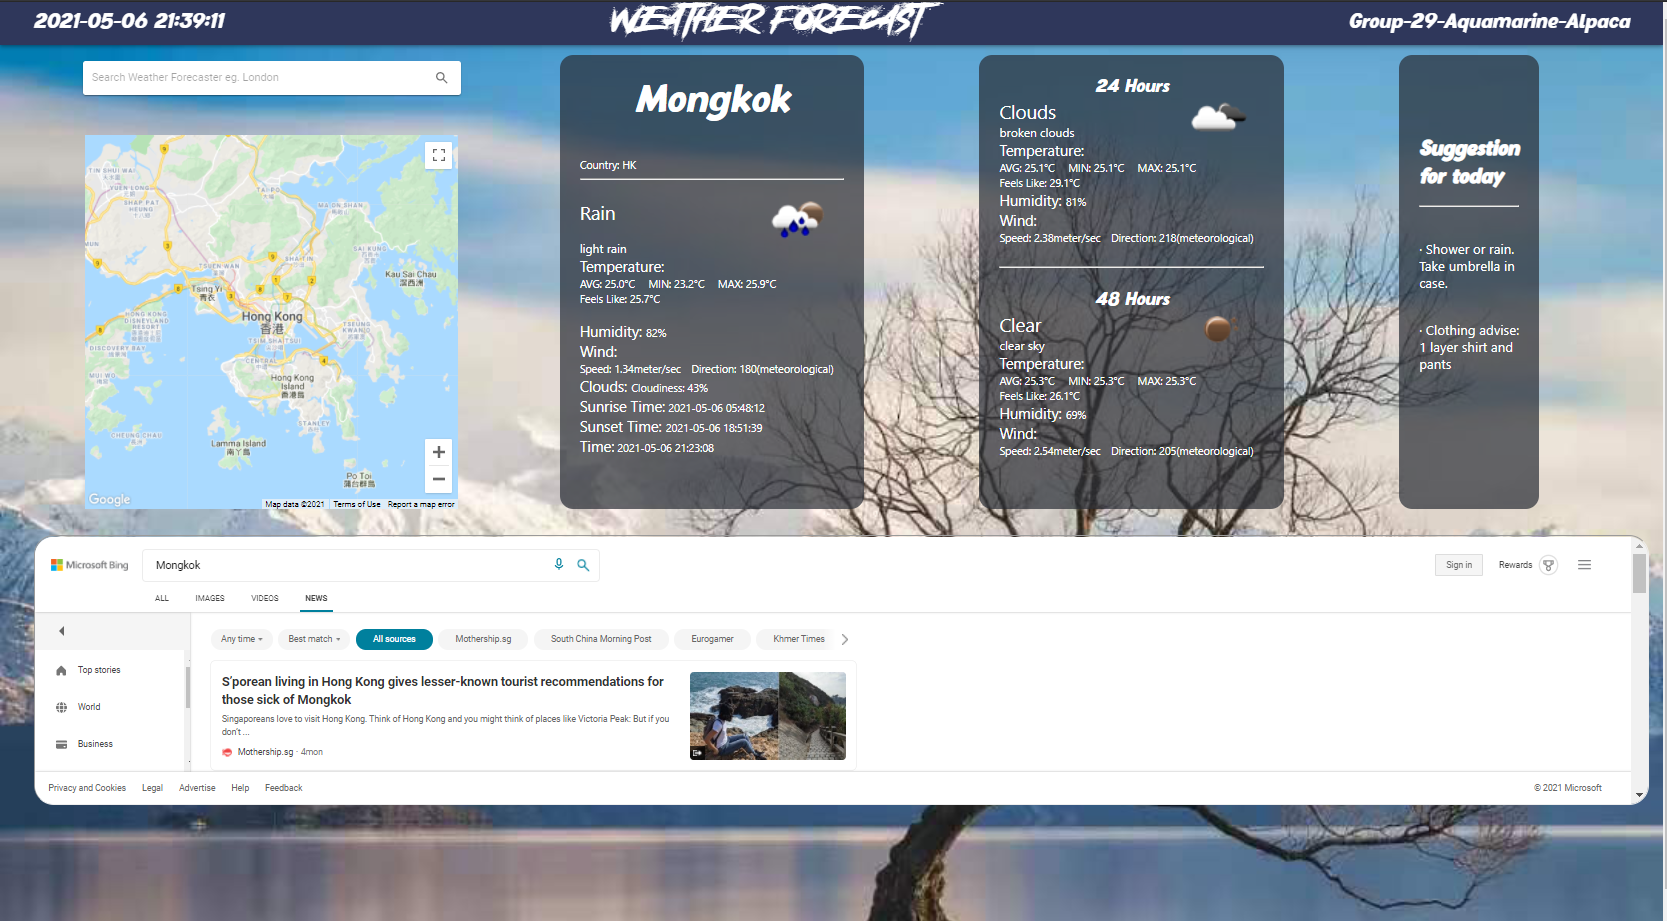 2021-05-06 21:39:11
WEATHER FORECAST
Group-29-Aquamarine-Alpaca
Search Weather Forecaster eg. London
TIN SHUI WAI
YUEN LONG
TAI PO
SHAP PAT HEUNG
MA ON SHAN
MUN
SAI KUNG
SHA TIN
TSUEN WAN
Kau Sai Chau
滘西洲
Tsing Yi
青衣
HONG KONG DISNEYLAND RESORT
Hong Kong
香港
TSEUNG KWAN O
TSIM SHA TSUI
DISCOVERY BAY
CENTRAL
MUI WO
Hong Kong Island
香港島
STANLEY
CHEUNG CHAU
Lamma Island
南丫島
Po Toi
蒲台群島
Google
Map data ©2021 Terms of Use Report a map error
Mongkok
Country: HK
Rain
light rain
Temperature:
AVG: 25.0°C MIN: 23.2°C MAX: 25.9°C
Feels Like: 25.7°C
Humidity: 82%
Wind:
Speed: 1.34meter/sec Direction: 180(meteorological)
Clouds: Cloudiness: 43%
Sunrise Time: 2021-05-06 05:48:12
Sunset Time: 2021-05-06 18:51:39
Time: 2021-05-06 21:23:08
24 Hours
Clouds
broken clouds
Temperature:
AVG: 25.1°C MIN: 25.1°C MAX: 25.1°C
Feels Like: 29.1°C
Humidity: 81%
Wind:
Speed: 2.38meter/sec Direction: 218(meteorological)
48 Hours
Clear
clear sky
Temperature:
AVG: 25.3°C MIN: 25.3°C MAX: 25.3°C
Feels Like: 26.1°C
Humidity: 69%
Wind:
Speed: 2.54meter/sec Direction: 205(meteorological)
Suggestion
for today
· Shower or rain.
Take umbrella in
case.
· Clothing advise:
1 layer shirt and
pants
Microsoft Bing
Mongkok
Sign in Rewards
ALL IMAGES VIDEOS NEWS
Any time Best match All sources Mothership.sg South China Morning Post Eurogamer Khmer Times
Top stories
World
Business
S'porean living in Hong Kong gives lesser-known tourist recommendations for
those sick of Mongkok
Singaporeans love to visit Hong Kong. Think of Hong Kong and you might think of places like Victoria Peak: But if you
don't ...
Mothership.sg · 4mon
Privacy and Cookies Legal Advertise Help Feedback
© 2021 Microsoft